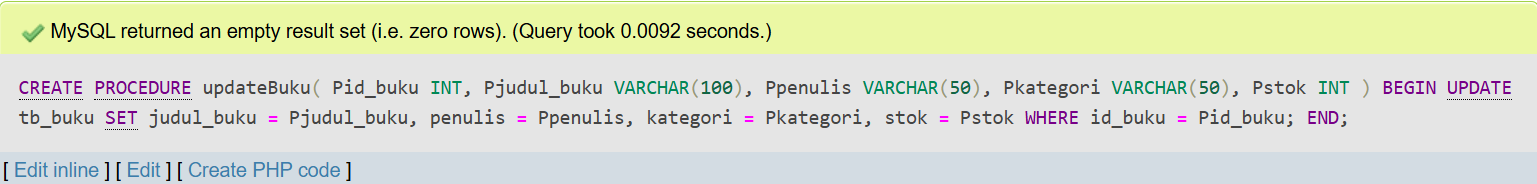 MySQL returned an empty result set (i.e. zero rows). (Query took 0.0092 seconds.)
CREATE PROCEDURE updateBuku( Pid_buku INT, Pjudul_buku VARCHAR(100), Ppenulis VARCHAR(50), Pkategori VARCHAR(50), Pstok INT ) BEGIN UPDATE
tb_buku SET judul_buku = Pjudul_buku, penulis = Ppenulis, kategori = Pkategori, stok = Pstok WHERE id_buku = Pid_buku; END;
[ Edit inline ] [ Edit ] [ Create PHP code ]